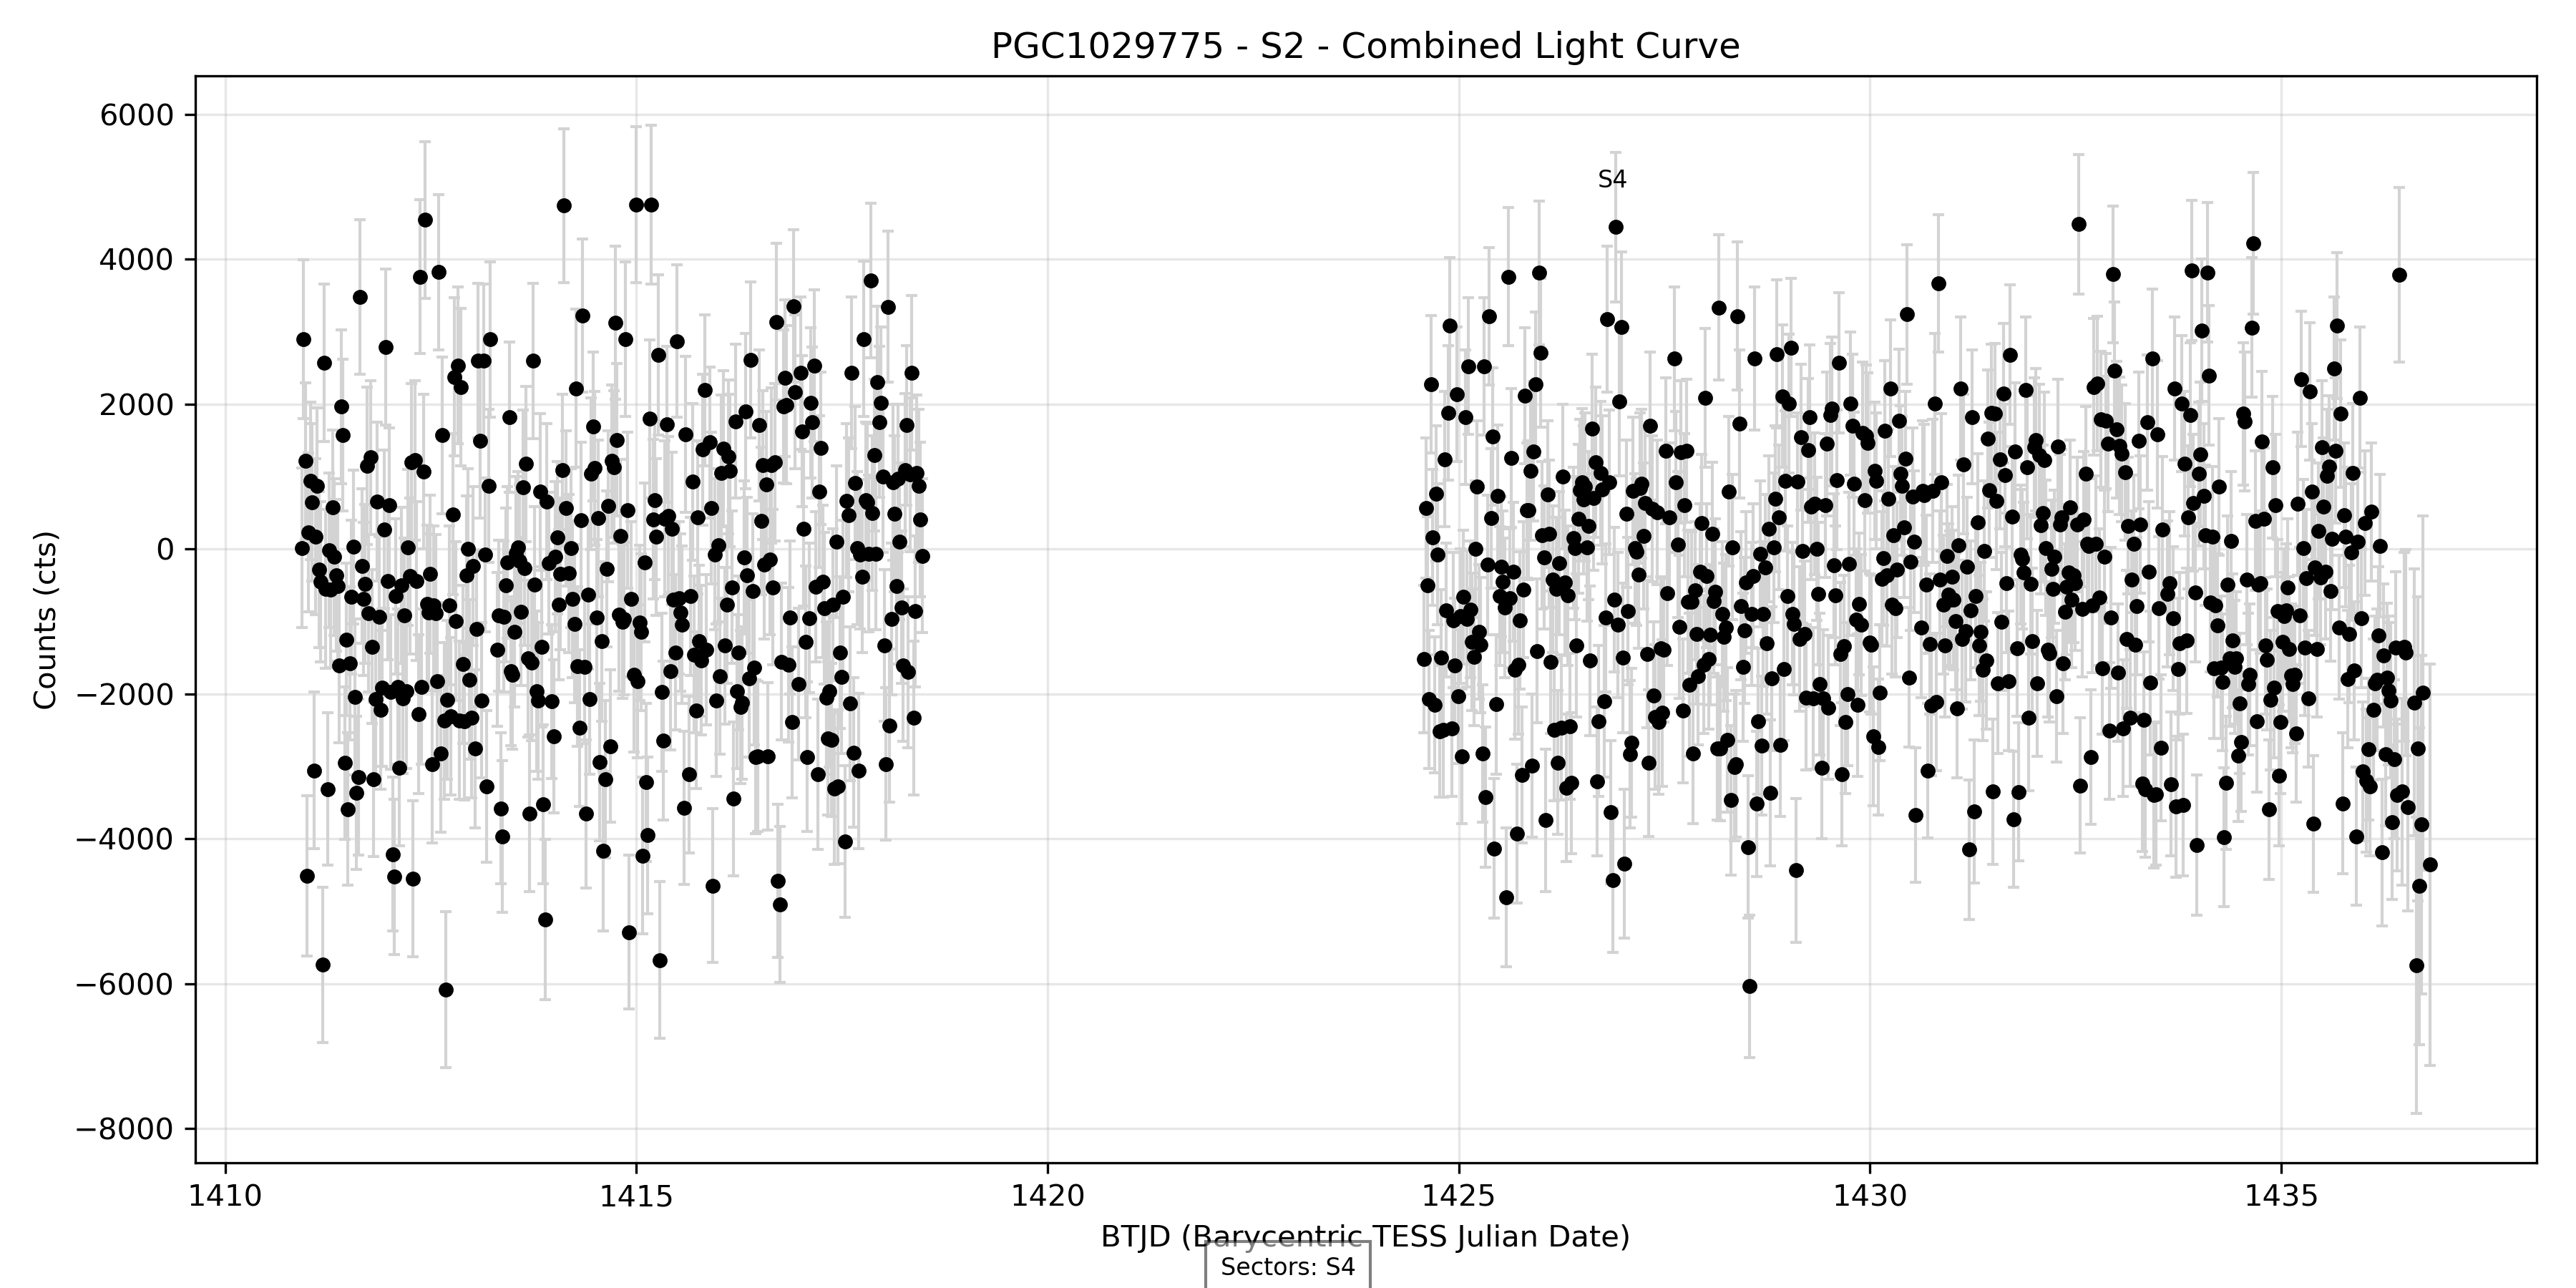 PGC1029775 - S2 - Combined Light Curve
6000
4000
2000
0
−2000
−4000
−6000
−8000
Counts (cts)
S4
1410
1415
1420
1425
1430
1435
BTJD (Barycentric TESS Julian Date)
Sectors: S4